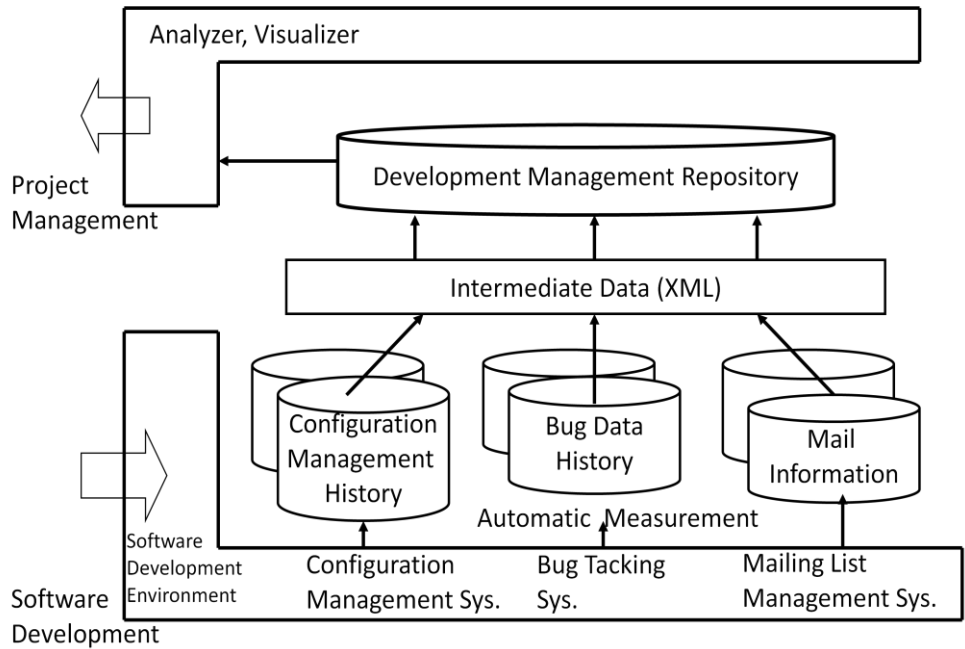 Analyzer, Visualizer
Project
Management
Development Management Repository
Intermediate Data (XML)
Configuration
Management
History
Bug Data
History
Mail
Information
Automatic Measurement
Software
Development
Environment
Configuration
Management Sys.
Bug Tacking
Sys.
Mailing List
Management Sys.
Software
Development